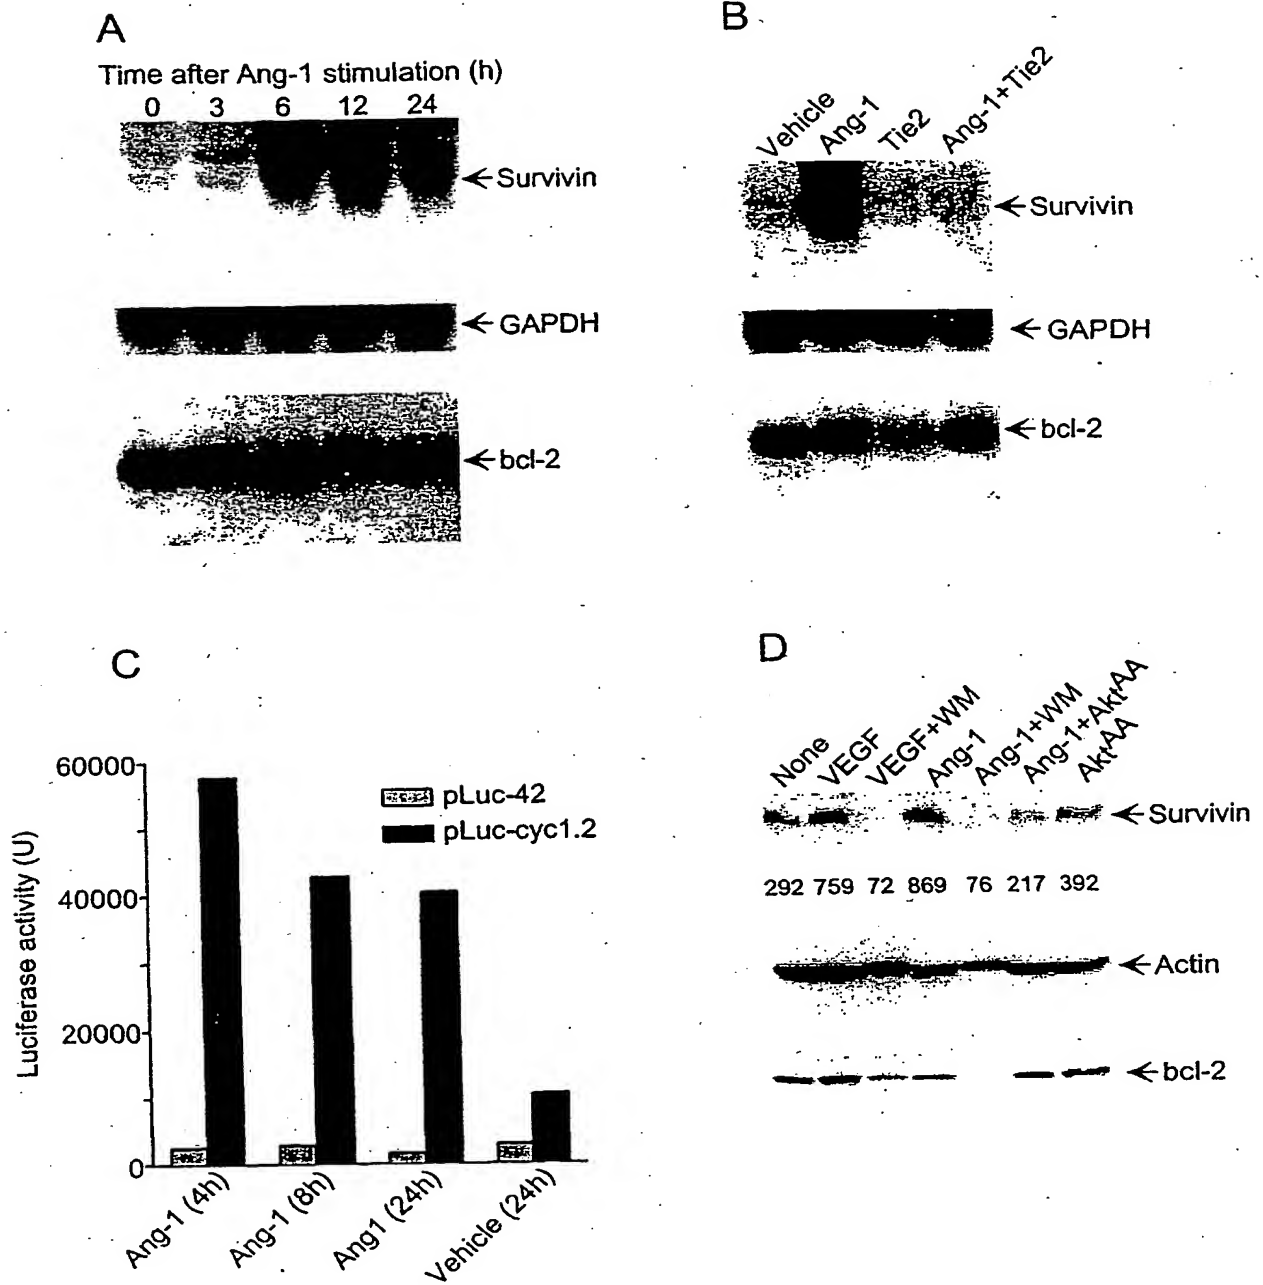 A
Time after Ang-1 stimulation (h)
0 3 6 12 24
Survivin
GAPDH
bcl-2
B
Vehicle
Ang-1
Tie2
Ang-1+Tie2
Survivin
GAPDH
bcl-2
C
60000
40000
20000
0
Luciferase activity (U)
pLuc-42
pLuc-cyc1.2
Ang-1 (4h)
Ang-1 (8h)
Ang1 (24h)
Vehicle (24h)
D
None
VEGF
VEGF+WM
Ang-1
Ang-1+WM
Ang-1+AktAA
AktAA
Survivin
292 759 72 869 76 217 392
Actin
bcl-2